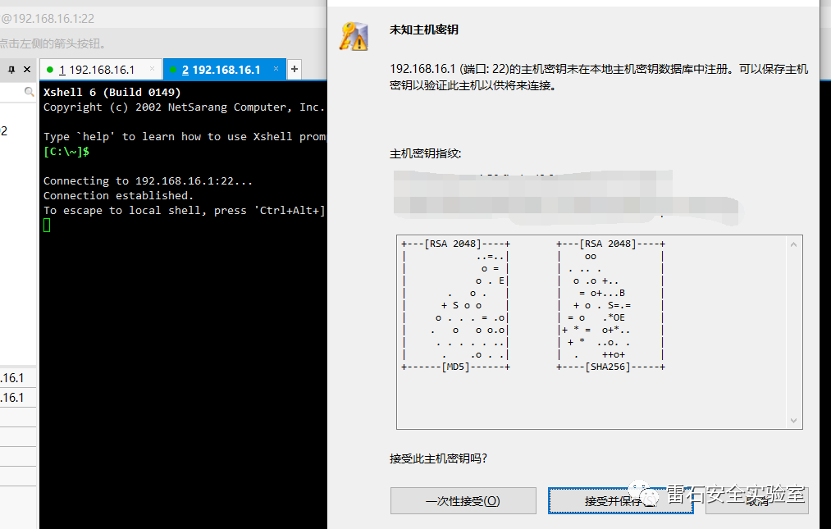 @192.168.16.1:22
点击左侧的箭头按钮。
1 192.168.16.1 ×
2 192.168.16.1 ×
+
02
Xshell 6 (Build 0149)
Copyright (c) 2002 NetSarang Computer, Inc.
Type `help' to learn how to use Xshell prom
[C:\~]$
Connecting to 192.168.16.1:22...
Connection established.
To escape to local shell, press 'Ctrl+Alt+]
.16.1
.16.1
未知主机密钥
192.168.16.1 (端口: 22)的主机密钥未在本地主机密钥数据库中注册。可以保存主机
密钥以验证此主机以供将来连接。
主机密钥指纹:
+---[RSA 2048]----+ +---[RSA 2048]----+
| ..=..| | oo |
| o = | | . .. . |
| o . E| | o .o +.. |
| . o . | | = o+...B |
| + S o o | | + o . S=.= |
| o . . . = .o| | = o .*OE |
| . o o o.o| |+ * = o+*.. |
| . . . . . ..| | + * ..o. . |
| . .o . .| | . ++o+ |
+------[MD5]------+ +----[SHA256]-----+
接受此主机密钥吗?
一次性接受(O)
接受并保存
取消
雷石安全实验室